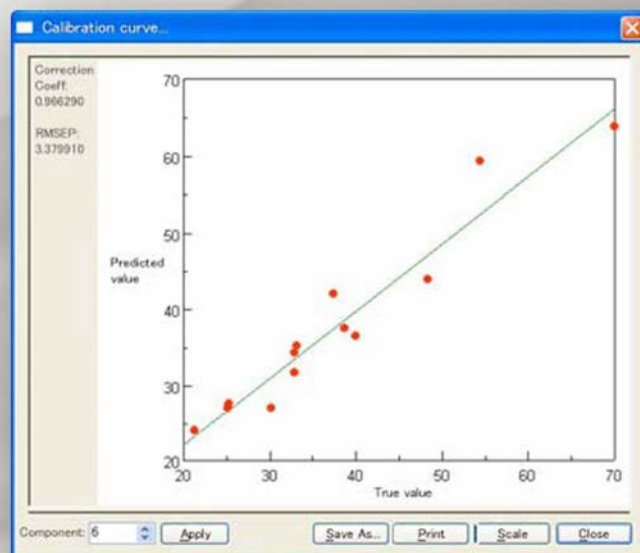 Calibration curve...
Correction
Coeff:
0.966290
RMSEP:
3.379910
70
60
50
Predicted
value
40
30
20
20 30 40 50 60 70
True value
Component: 6 Apply Save As... Print Scale Close